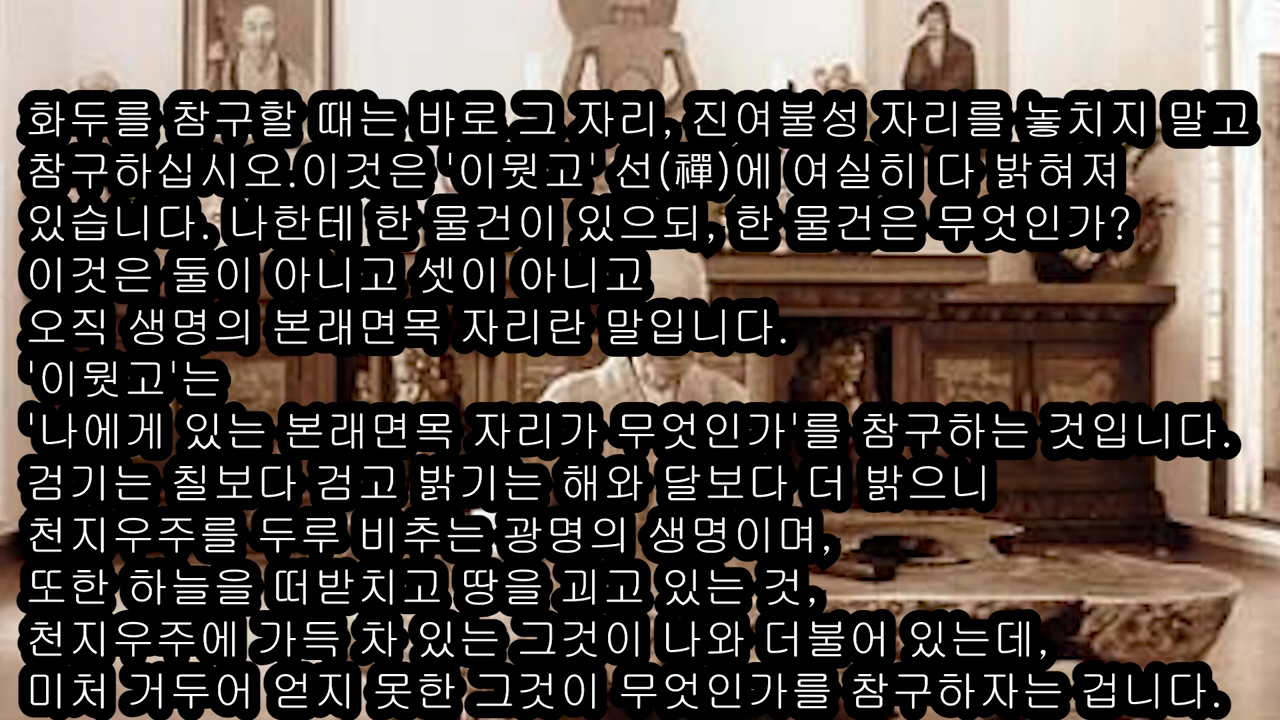 화두를 참구할 때는 바로 그 자리, 진여불성 자리를 놓치지 말고
참구하십시오.이것은 '이뭣고' 선(禪)에 여실히 다 밝혀져
있습니다. 나한테 한 물건이 있으되, 한 물건은 무엇인가?
이것은 둘이 아니고 셋이 아니고
오직 생명의 본래면목 자리란 말입니다.
'이뭣고'는
'나에게 있는 본래면목 자리가 무엇인가'를 참구하는 것입니다.
검기는 칠보다 검고 밝기는 해와 달보다 더 밝으니
천지우주를 두루 비추는 광명의 생명이며,
또한 하늘을 떠받치고 땅을 괴고 있는 것,
천지우주에 가득 차 있는 그것이 나와 더불어 있는데,
미처 거두어 얻지 못한 그것이 무엇인가를 참구하자는 겁니다.